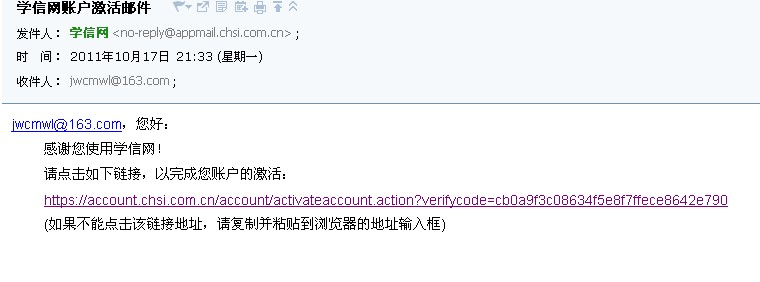 学信网账户激活邮件
发件人：学信网 <no-reply@appmail.chsi.com.cn>;
时　间：2011年10月17日 21:33 (星期一)
收件人：jwcmwl@163.com;
jwcmwl@163.com，您好：
感谢您使用学信网！
请点击如下链接，以完成您账户的激活：
https://account.chsi.com.cn/account/activateaccount.action?verifycode=cb0a9f3c08634f5e8f7ffece8642e790
(如果不能点击该链接地址，请复制并粘贴到浏览器的地址输入框)